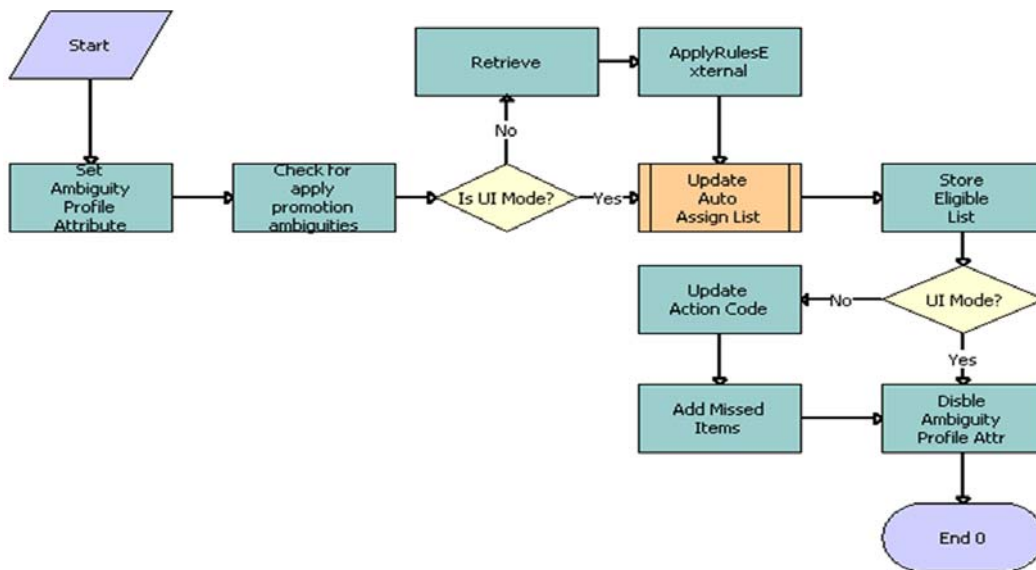 Start
Retrieve
ApplyRulesE
xternal
No
Set
Ambiguity
Profile
Attribute
Check for
apply
promotion
ambiguities
Is UI Mode?
Yes
Update
Auto
Assign List
Store
Eligible
List
Update
Action Code
No
UI Mode?
Yes
Add Missed
Items
Disble
Ambiguity
Profile Attr
End 0